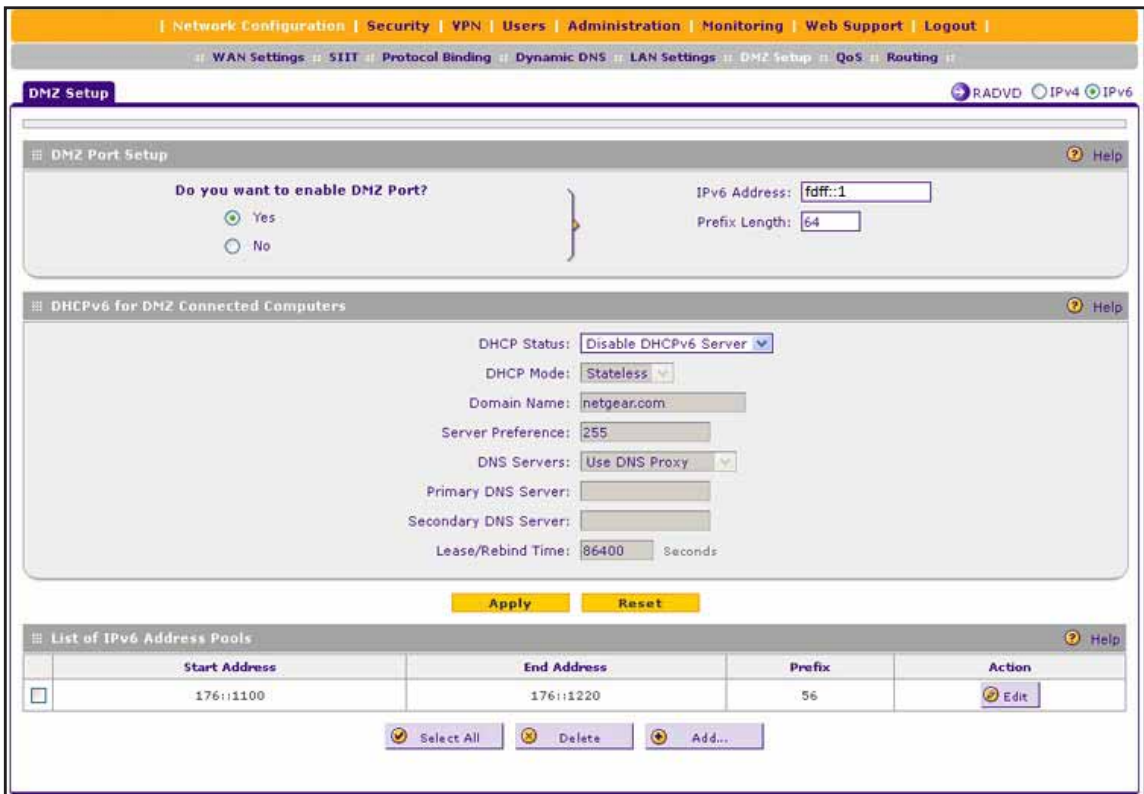 | Network Configuration | Security | VPN | Users | Administration | Monitoring | Web Support | Logout |
:: WAN Settings :: SIIT :: Protocol Binding :: Dynamic DNS :: LAN Settings :: DMZ Setup :: QoS :: Routing ::
DMZ Setup RADVD IPv4 IPv6
DMZ Port Setup Help
Do you want to enable DMZ Port?
Yes
No
IPv6 Address: fdff::1
Prefix Length: 64
DHCPv6 for DMZ Connected Computers Help
DHCP Status: Disable DHCPv6 Server
DHCP Mode: Stateless
Domain Name: netgear.com
Server Preference: 255
DNS Servers: Use DNS Proxy
Primary DNS Server:
Secondary DNS Server:
Lease/Rebind Time: 86400 Seconds
Apply Reset
List of IPv6 Address Pools Help
Start Address End Address Prefix Action
176::1100 176::1220 56 Edit
Select All Delete Add...